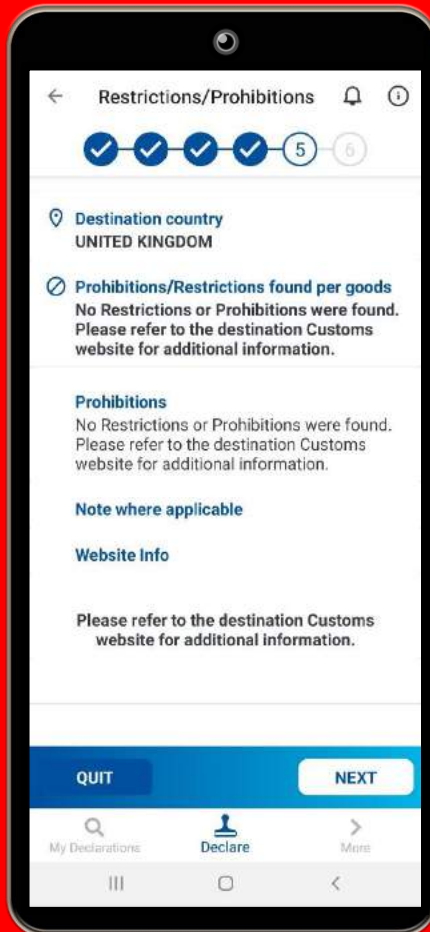 Restrictions/Prohibitions
5 6
Destination country
UNITED KINGDOM
Prohibitions/Restrictions found per goods
No Restrictions or Prohibitions were found.
Please refer to the destination Customs
website for additional information.
Prohibitions
No Restrictions or Prohibitions were found.
Please refer to the destination Customs
website for additional information.
Note where applicable
Website Info
Please refer to the destination Customs
website for additional information.
QUIT NEXT
My Declarations Declare More